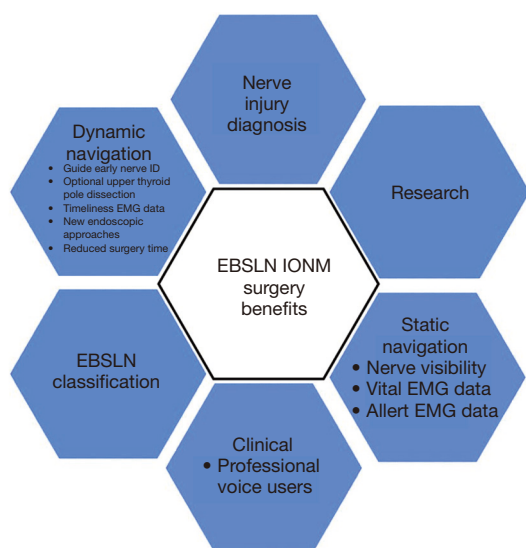 Nerve
injury
diagnosis
Dynamic
navigation
• Guide early nerve ID
• Optional upper thyroid
pole dissection
• Timeliness EMG data
• New endoscopic
approaches
• Reduced surgery time
Research
EBSLN IONM
surgery
benefits
Static
navigation
• Nerve visibility
• Vital EMG data
• Allert EMG data
EBSLN
classification
Clinical
• Professional
voice users